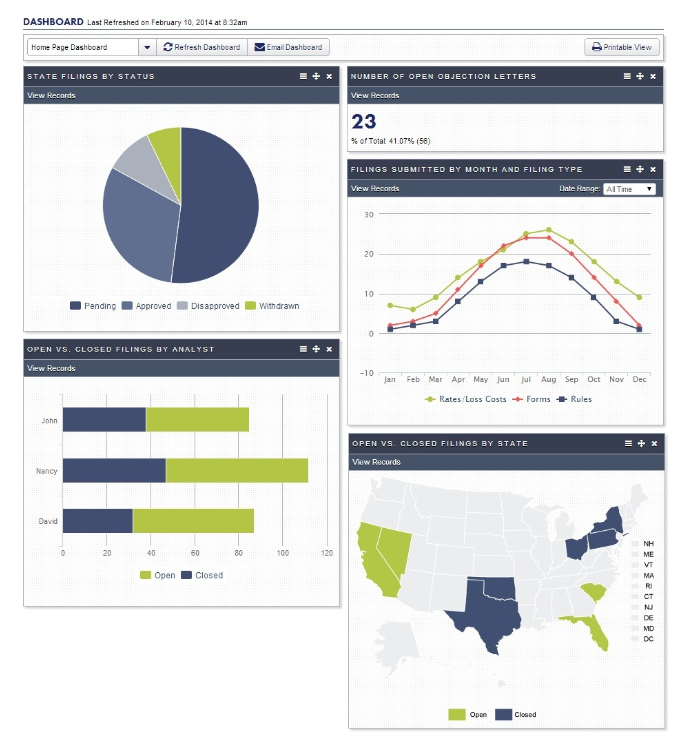 DASHBOARD Last Refreshed on February 10, 2014 at 8:32am
Home Page Dashboard Refresh Dashboard Email Dashboard Printable View
STATE FILINGS BY STATUS
View Records
Pending Approved Disapproved Withdrawn
NUMBER OF OPEN OBJECTION LETTERS
View Records
23
% of Total: 41.07% (56)
FILINGS SUBMITTED BY MONTH AND FILING TYPE
View Records Date Range: All Time
30
20
10
0
-10
Jan Feb Mar Apr May Jun Jul Aug Sep Oct Nov Dec
Rates/Loss Costs Forms Rules
OPEN VS. CLOSED FILINGS BY ANALYST
View Records
John
Nancy
David
0 20 40 60 80 100 120
Open Closed
OPEN VS. CLOSED FILINGS BY STATE
View Records
NH
ME
VT
MA
RI
CT
NJ
DE
MD
DC
Open Closed